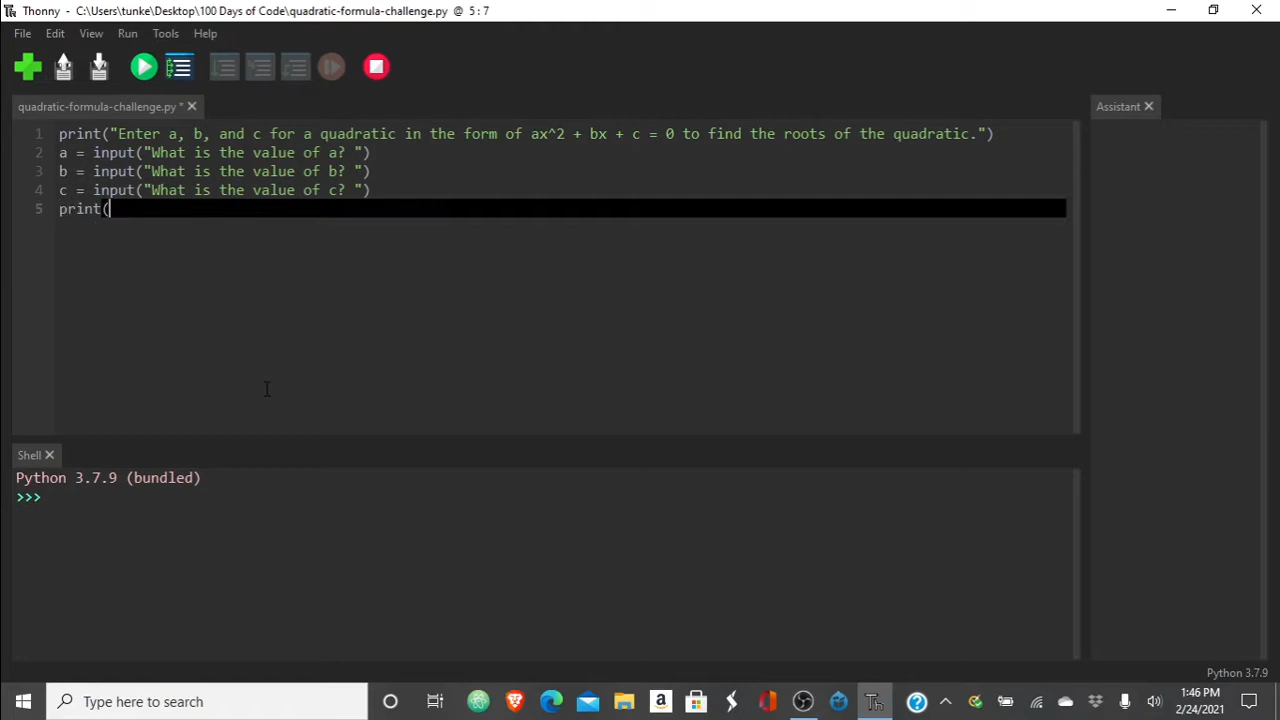 Thonny - C:\Users\tunke\Desktop\100 Days of Code\quadratic-formula-challenge.py @ 5 : 7
File Edit View Run Tools Help
quadratic-formula-challenge.py *
Assistant
1 print("Enter a, b, and c for a quadratic in the form of ax^2 + bx + c = 0 to find the roots of the quadratic.")
2 a = input("What is the value of a? ")
3 b = input("What is the value of b? ")
4 c = input("What is the value of c? ")
5 print(
Shell
Python 3.7.9 (bundled)
>>>
Python 3.7.9
Type here to search
1:46 PM
2/24/2021